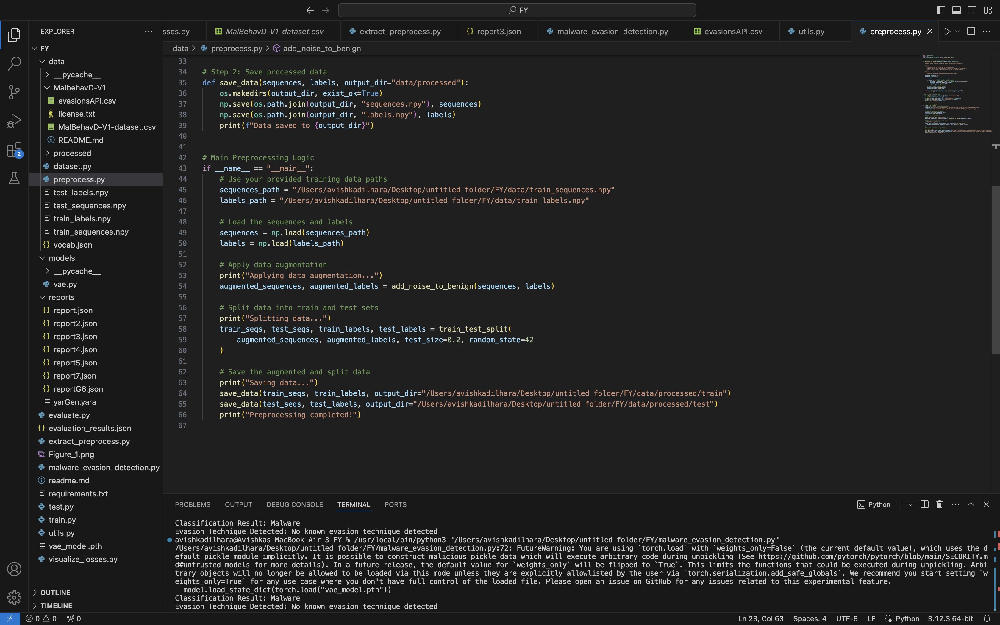 FY
EXPLORER
sses.py
MalBehavD-V1-dataset.csv
extract_preprocess.py
report3.json
malware_evasion_detection.py
evasionsAPI.csv
utils.py
preprocess.py
FY
data
__pycache__
MalbehavD-V1
evasionsAPI.csv
license.txt
MalBehavD-V1-dataset.csv
README.md
processed
dataset.py
preprocess.py
test_labels.npy
test_sequences.npy
train_labels.npy
train_sequences.npy
vocab.json
models
__pycache__
vae.py
reports
report.json
report2.json
report3.json
report4.json
report5.json
report7.json
reportG6.json
yarGen.yara
evaluate.py
evaluation_results.json
extract_preprocess.py
Figure_1.png
malware_evasion_detection.py
readme.md
requirements.txt
test.py
train.py
utils.py
vae_model.pth
visualize_losses.py
OUTLINE
TIMELINE
2
data > preprocess.py > add_noise_to_benign
33
34 # Step 2: Save processed data
35 def save_data(sequences, labels, output_dir="data/processed"):
36 os.makedirs(output_dir, exist_ok=True)
37 np.save(os.path.join(output_dir, "sequences.npy"), sequences)
38 np.save(os.path.join(output_dir, "labels.npy"), labels)
39 print(f"Data saved to {output_dir}")
40
41
42 # Main Preprocessing Logic
43 if __name__ == "__main__":
44 # Use your provided training data paths
45 sequences_path = "/Users/avishkadilhara/Desktop/untitled folder/FY/data/train_sequences.npy"
46 labels_path = "/Users/avishkadilhara/Desktop/untitled folder/FY/data/train_labels.npy"
47
48 # Load the sequences and labels
49 sequences = np.load(sequences_path)
50 labels = np.load(labels_path)
51
52 # Apply data augmentation
53 print("Applying data augmentation...")
54 augmented_sequences, augmented_labels = add_noise_to_benign(sequences, labels)
55
56 # Split data into train and test sets
57 print("Splitting data...")
58 train_seqs, test_seqs, train_labels, test_labels = train_test_split(
59 augmented_sequences, augmented_labels, test_size=0.2, random_state=42
60 )
61
62 # Save the augmented and split data
63 print("Saving data...")
64 save_data(train_seqs, train_labels, output_dir="/Users/avishkadilhara/Desktop/untitled folder/FY/data/processed/train")
65 save_data(test_seqs, test_labels, output_dir="/Users/avishkadilhara/Desktop/untitled folder/FY/data/processed/test")
66 print("Preprocessing completed!")
67
PROBLEMS OUTPUT DEBUG CONSOLE TERMINAL PORTS
Python
Classification Result: Malware
Evasion Technique Detected: No known evasion technique detected
avishkadilhara@Avishkas-MacBook-Air-3 FY % /usr/local/bin/python3 "/Users/avishkadilhara/Desktop/untitled folder/FY/malware_evasion_detection.py"
/Users/avishkadilhara/Desktop/untitled folder/FY/malware_evasion_detection.py:72: FutureWarning: You are using `torch.load` with `weights_only=False` (the current default value), which uses the d
efault pickle module implicitly. It is possible to construct malicious pickle data which will execute arbitrary code during unpickling (See https://github.com/pytorch/pytorch/blob/main/SECURITY.m
d#untrusted-models for more details). In a future release, the default value for `weights_only` will be flipped to `True`. This limits the functions that could be executed during unpickling. Arbi
trary objects will no longer be allowed to be loaded via this mode unless they are explicitly allowlisted by the user via `torch.serialization.add_safe_globals`. We recommend you start setting `w
eights_only=True` for any use case where you don't have full control of the loaded file. Please open an issue on GitHub for any issues related to this experimental feature.
model.load_state_dict(torch.load("vae_model.pth"))
Classification Result: Malware
Evasion Technique Detected: No known evasion technique detected
0 0 0
Ln 23, Col 63 Spaces: 4 UTF-8 LF Python 3.12.3 64-bit